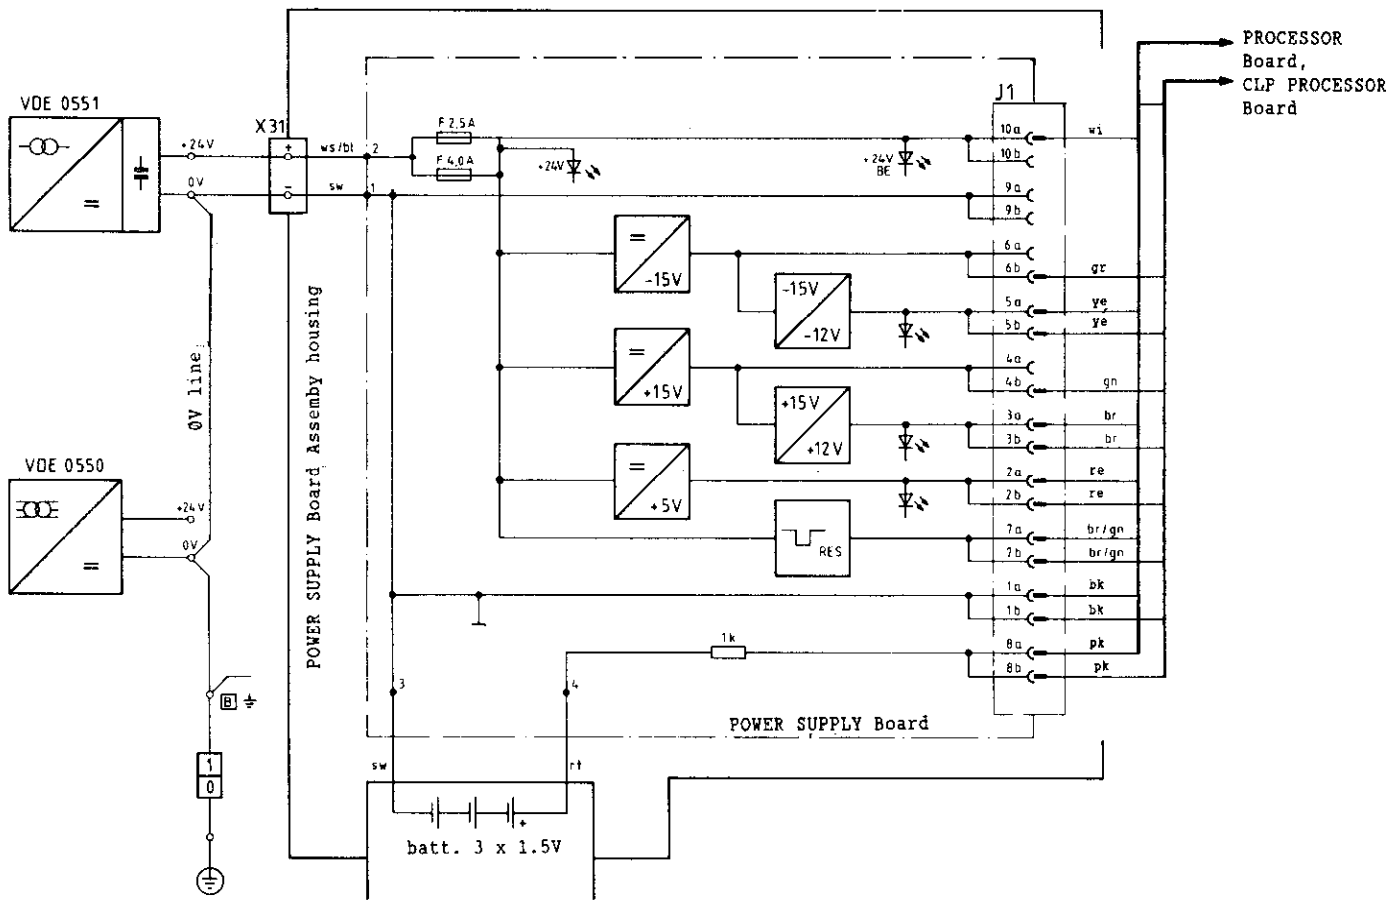 PROCESSOR
Board,
CLP PROCESSOR
Board
VDE 0551
+24V
0V
X31
+
−
ws/bl
2
sw
1
F 2,5A
F 4,0A
+24V
+24V
BE
J1
10a
wi
10b
9a
9b
6a
6b
gr
5a
ye
5b
ye
4a
4b
gn
3a
br
3b
br
2a
re
2b
re
7a
br/gn
2b
br/gn
1a
bk
1b
bk
8a
pk
8b
pk
-15V
-15V
-12V
+15V
+15V
+12V
+5V
RES
1k
3
4
0V line
POWER SUPPLY Board Assemby housing
VDE 0550
+24V
0V
B
1
0
POWER SUPPLY Board
sw
rt
+
batt. 3 x 1.5V